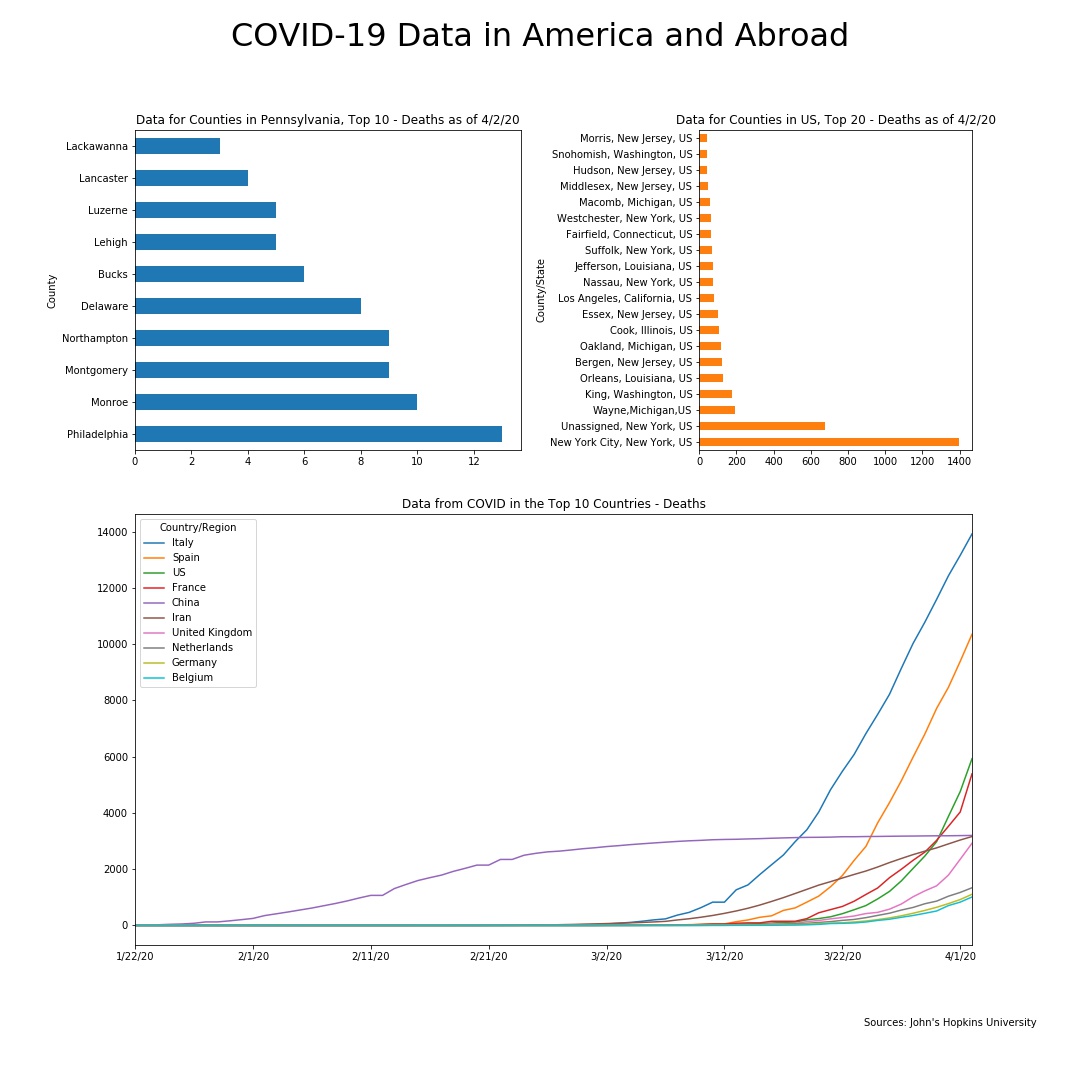 COVID-19 Data in America and Abroad
Data for Counties in Pennsylvania, Top 10 - Deaths as of 4/2/20
County
Lackawanna
Lancaster
Luzerne
Lehigh
Bucks
Delaware
Northampton
Montgomery
Monroe
Philadelphia
0 2 4 6 8 10 12
Data for Counties in US, Top 20 - Deaths as of 4/2/20
County/State
Morris, New Jersey, US
Snohomish, Washington, US
Hudson, New Jersey, US
Middlesex, New Jersey, US
Macomb, Michigan, US
Westchester, New York, US
Fairfield, Connecticut, US
Suffolk, New York, US
Jefferson, Louisiana, US
Nassau, New York, US
Los Angeles, California, US
Essex, New Jersey, US
Cook, Illinois, US
Oakland, Michigan, US
Bergen, New Jersey, US
Orleans, Louisiana, US
King, Washington, US
Wayne,Michigan,US
Unassigned, New York, US
New York City, New York, US
0 200 400 600 800 1000 1200 1400
Data from COVID in the Top 10 Countries - Deaths
Country/Region
Italy
Spain
US
France
China
Iran
United Kingdom
Netherlands
Germany
Belgium
14000
12000
10000
8000
6000
4000
2000
0
1/22/20 2/1/20 2/11/20 2/21/20 3/2/20 3/12/20 3/22/20 4/1/20
Sources: John's Hopkins University